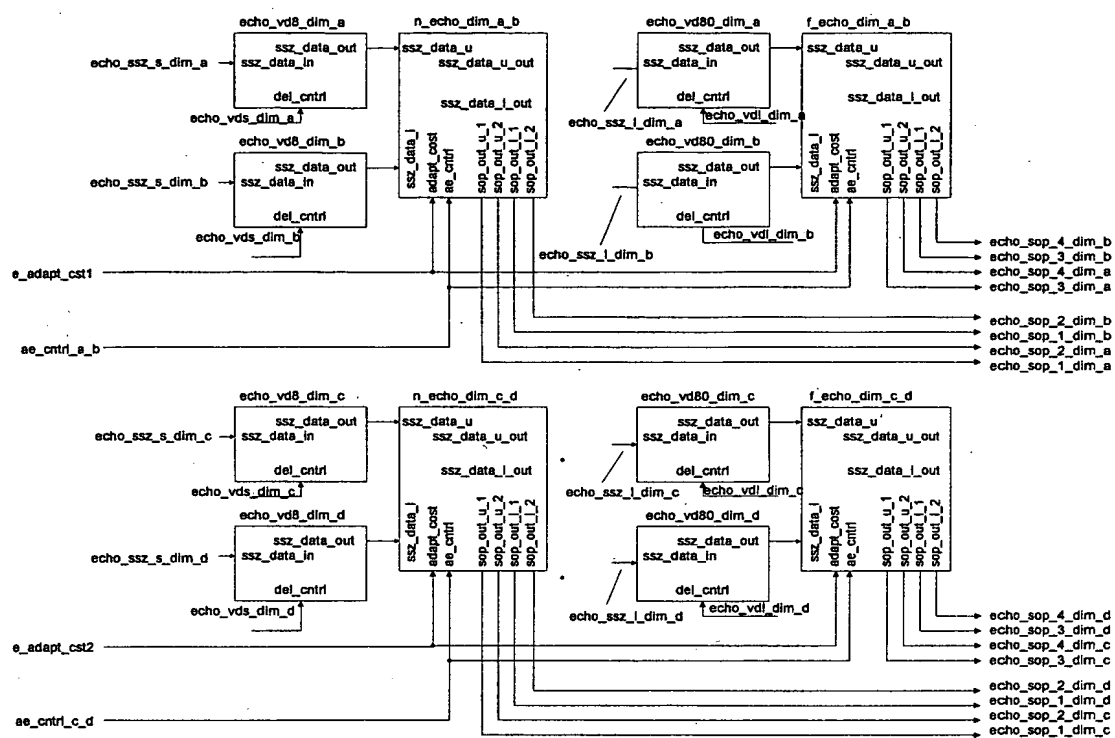 echo_vd8_dim_a
n_echo_dim_a_b
echo_vd80_dim_a
f_echo_dim_a_b
ssz_data_out
ssz_data_u
ssz_data_out
ssz_data_u
echo_ssz_s_dim_a
ssz_data_in
ssz_data_u_out
ssz_data_in
ssz_data_u_out
del_cntrl
ssz_data_l_out
del_cntrl
ssz_data_l_out
echo_vds_dim_a
echo_ssz_l_dim_a
echo_vdl_dim_a
echo_vd8_dim_b
echo_vd80_dim_b
ssz_data_l
adapt_cost
ae_cntrl
sop_out_u_1
sop_out_u_2
sop_out_l_1
sop_out_l_2
ssz_data_l
adapt_cost
ae_cntrl
sop_out_u_1
sop_out_u_2
sop_out_l_1
sop_out_l_2
ssz_data_out
ssz_data_out
echo_ssz_s_dim_b
ssz_data_in
ssz_data_in
del_cntrl
del_cntrl
echo_vds_dim_b
echo_ssz_l_dim_b
echo_vdl_dim_b
echo_sop_4_dim_b
echo_sop_3_dim_b
e_adapt_cst1
echo_sop_4_dim_a
echo_sop_3_dim_a
echo_sop_2_dim_b
echo_sop_1_dim_b
ae_cntrl_a_b
echo_sop_2_dim_a
echo_sop_1_dim_a
echo_vd8_dim_c
n_echo_dim_c_d
echo_vd80_dim_c
f_echo_dim_c_d
ssz_data_out
ssz_data_u
ssz_data_out
ssz_data_u
echo_ssz_s_dim_c
ssz_data_in
ssz_data_u_out
ssz_data_in
ssz_data_u_out
del_cntrl
ssz_data_l_out
del_cntrl
ssz_data_l_out
echo_vds_dim_c
echo_ssz_l_dim_c
echo_vdl_dim_c
echo_vd8_dim_d
echo_vd80_dim_d
ssz_data_l
adapt_cost
ae_cntrl
sop_out_u_1
sop_out_u_2
sop_out_l_1
sop_out_l_2
ssz_data_l
adapt_cost
ae_cntrl
sop_out_u_1
sop_out_u_2
sop_out_l_1
sop_out_l_2
ssz_data_out
ssz_data_out
echo_ssz_s_dim_d
ssz_data_in
ssz_data_in
del_cntrl
del_cntrl
echo_vds_dim_d
echo_ssz_l_dim_d
echo_vdl_dim_d
echo_sop_4_dim_d
echo_sop_3_dim_d
e_adapt_cst2
echo_sop_4_dim_c
echo_sop_3_dim_c
echo_sop_2_dim_d
echo_sop_1_dim_d
ae_cntrl_c_d
echo_sop_2_dim_c
echo_sop_1_dim_c